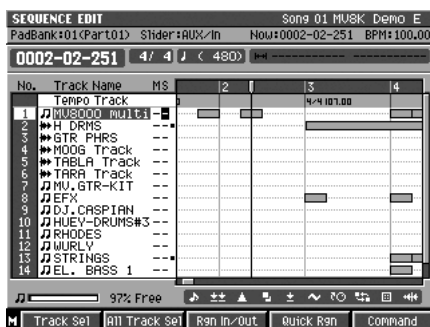 SEQUENCE EDIT Song 01 MV8K Demo E
PadBank:01(Part01) Slider:AUX/In Now:0002-02-251 BPM:100.00
0002-02-251 4/ 4 ( 480)
No. Track Name MS 2 3 4
Tempo Track 4/4 107.00
1 MV8000 multi
2 H DRMS
3 GTR PHRS
4 MOOG Track
5 TABLA Track
6 TARA Track
7 MV.GTR-KIT
8 EFX
9 DJ.CASPIAN
10 HUEY-DRUMS#3
11 RHODES
12 WURLY
13 STRINGS
14 EL. BASS 1
97% Free
M Track Sel All Track Sel Rgn In/Out Quick Rgn Command